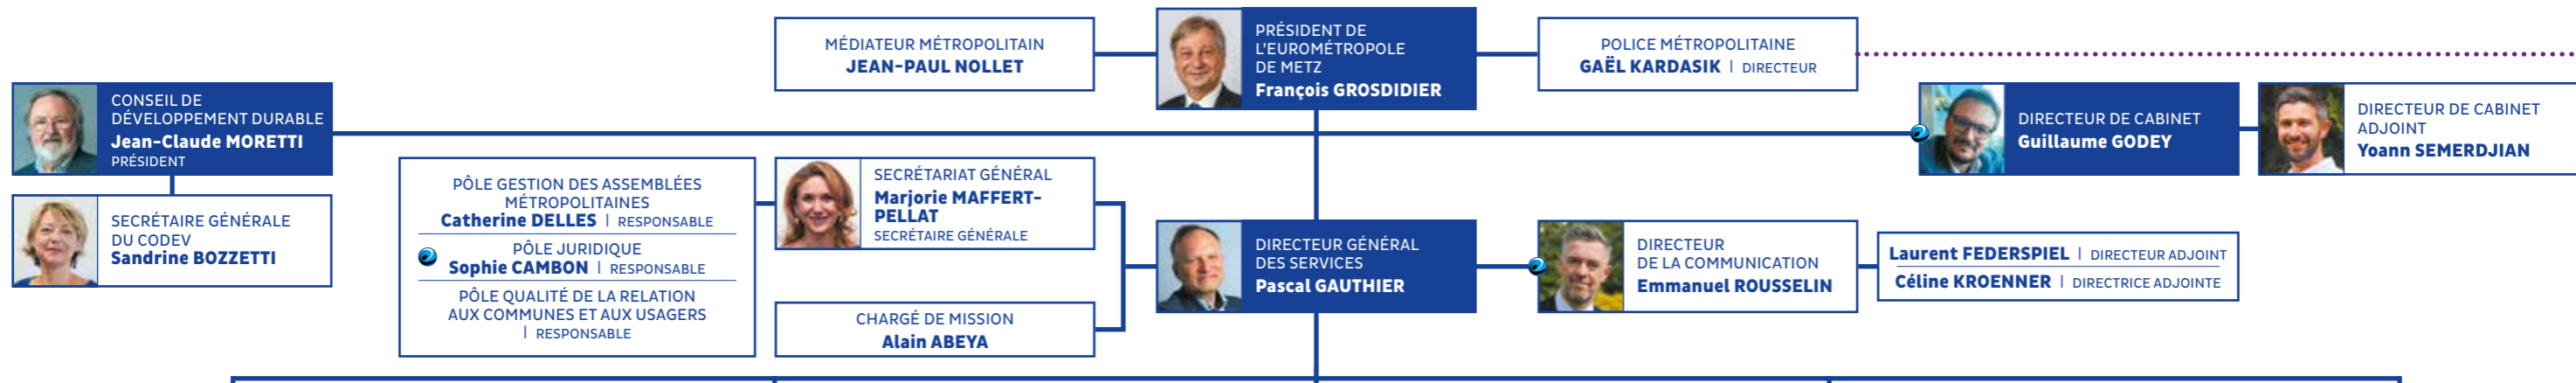 MÉDIATEUR MÉTROPOLITAIN
JEAN-PAUL NOLLET
PRÉSIDENT DE
L'EUROMÉTROPOLE
DE METZ
François GROSDIDIER
POLICE MÉTROPOLITAINE
GAËL KARDASIK | DIRECTEUR
CONSEIL DE
DÉVELOPPEMENT DURABLE
Jean-Claude MORETTI
PRÉSIDENT
DIRECTEUR DE CABINET
Guillaume GODEY
DIRECTEUR DE CABINET
ADJOINT
Yoann SEMERDJIAN
SECRÉTAIRE GÉNÉRALE
DU CODEV
Sandrine BOZZETTI
PÔLE GESTION DES ASSEMBLÉES
MÉTROPOLITAINES
Catherine DELLES | RESPONSABLE
PÔLE JURIDIQUE
Sophie CAMBON | RESPONSABLE
PÔLE QUALITÉ DE LA RELATION
AUX COMMUNES ET AUX USAGERS
| RESPONSABLE
SECRÉTARIAT GÉNÉRAL
Marjorie MAFFERT-
PELLAT
SECRÉTAIRE GÉNÉRALE
CHARGÉ DE MISSION
Alain ABEYA
DIRECTEUR GÉNÉRAL
DES SERVICES
Pascal GAUTHIER
DIRECTEUR
DE LA COMMUNICATION
Emmanuel ROUSSELIN
Laurent FEDERSPIEL | DIRECTEUR ADJOINT
Céline KROENNER | DIRECTRICE ADJOINTE